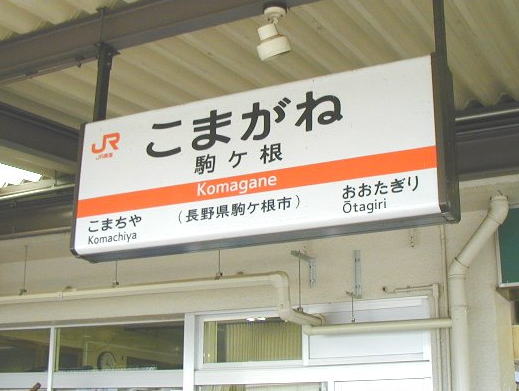 JR
JR東海
こまがね
駒ケ根
Komagane
（長野県駒ケ根市）
こまちや
Komachiya
おおたぎり
Ōtagiri